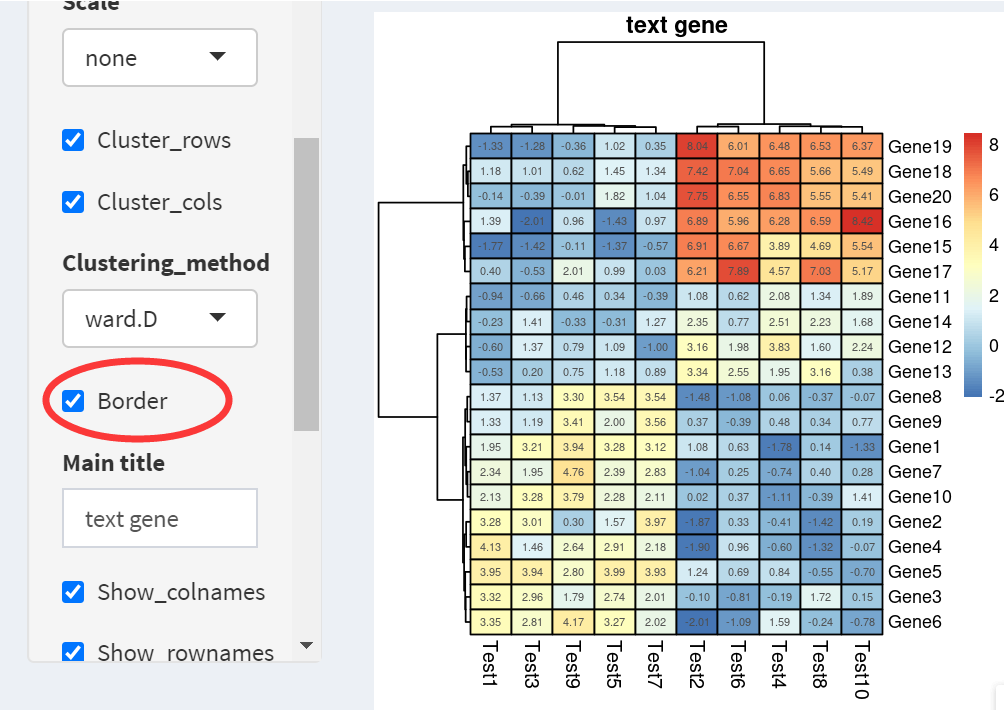 Scale
none
Cluster_rows
Cluster_cols
Clustering_method
ward.D
Border
Main title
text gene
Show_colnames
Show_rownames
text gene
-1.33 -1.28 -0.36 1.02 0.35 8.04 6.01 6.48 6.53 6.37 Gene19
1.18 1.01 0.62 1.45 1.34 7.42 7.04 6.65 5.66 5.49 Gene18
-0.14 -0.39 -0.01 1.82 1.04 7.75 6.55 6.83 5.55 5.41 Gene20
1.39 -2.01 0.96 -1.43 0.97 6.89 5.96 6.28 6.59 8.42 Gene16
-1.77 -1.42 -0.11 -1.37 -0.57 6.91 6.67 3.89 4.69 5.54 Gene15
0.40 -0.53 2.01 0.99 0.03 6.21 7.89 4.57 7.03 5.17 Gene17
-0.94 -0.66 0.46 0.34 -0.39 1.08 0.62 2.08 1.34 1.89 Gene11
-0.23 1.41 -0.33 -0.31 1.27 2.35 0.77 2.51 2.23 1.68 Gene14
-0.60 1.37 0.79 1.09 -1.00 3.16 1.98 3.83 1.60 2.24 Gene12
-0.53 0.20 0.75 1.18 0.89 3.34 2.55 1.95 3.16 0.38 Gene13
1.37 1.13 3.30 3.54 3.54 -1.48 -1.08 0.06 -0.37 -0.07 Gene8
1.33 1.19 3.41 2.00 3.56 0.37 -0.39 0.48 0.34 0.77 Gene9
1.95 3.21 3.94 3.28 3.12 1.08 0.63 -1.78 0.14 -1.33 Gene1
2.34 1.95 4.76 2.39 2.83 -1.04 0.25 -0.74 0.40 0.28 Gene7
2.13 3.28 3.79 2.28 2.11 0.02 0.37 -1.11 -0.39 1.41 Gene10
3.28 3.01 0.30 1.57 3.97 -1.87 0.33 -0.41 -1.42 0.19 Gene2
4.13 1.46 2.64 2.91 2.18 -1.90 0.96 -0.60 -1.32 -0.07 Gene4
3.95 3.94 2.80 3.99 3.93 1.24 0.69 0.84 -0.55 -0.70 Gene5
3.32 2.96 1.79 2.74 2.01 -0.10 -0.81 -0.19 1.72 0.15 Gene3
3.35 2.81 4.17 3.27 2.02 -2.01 -1.09 1.59 -0.24 -0.78 Gene6
Test1 Test3 Test9 Test5 Test7 Test2 Test6 Test4 Test8 Test10
8
6
4
2
0
-2